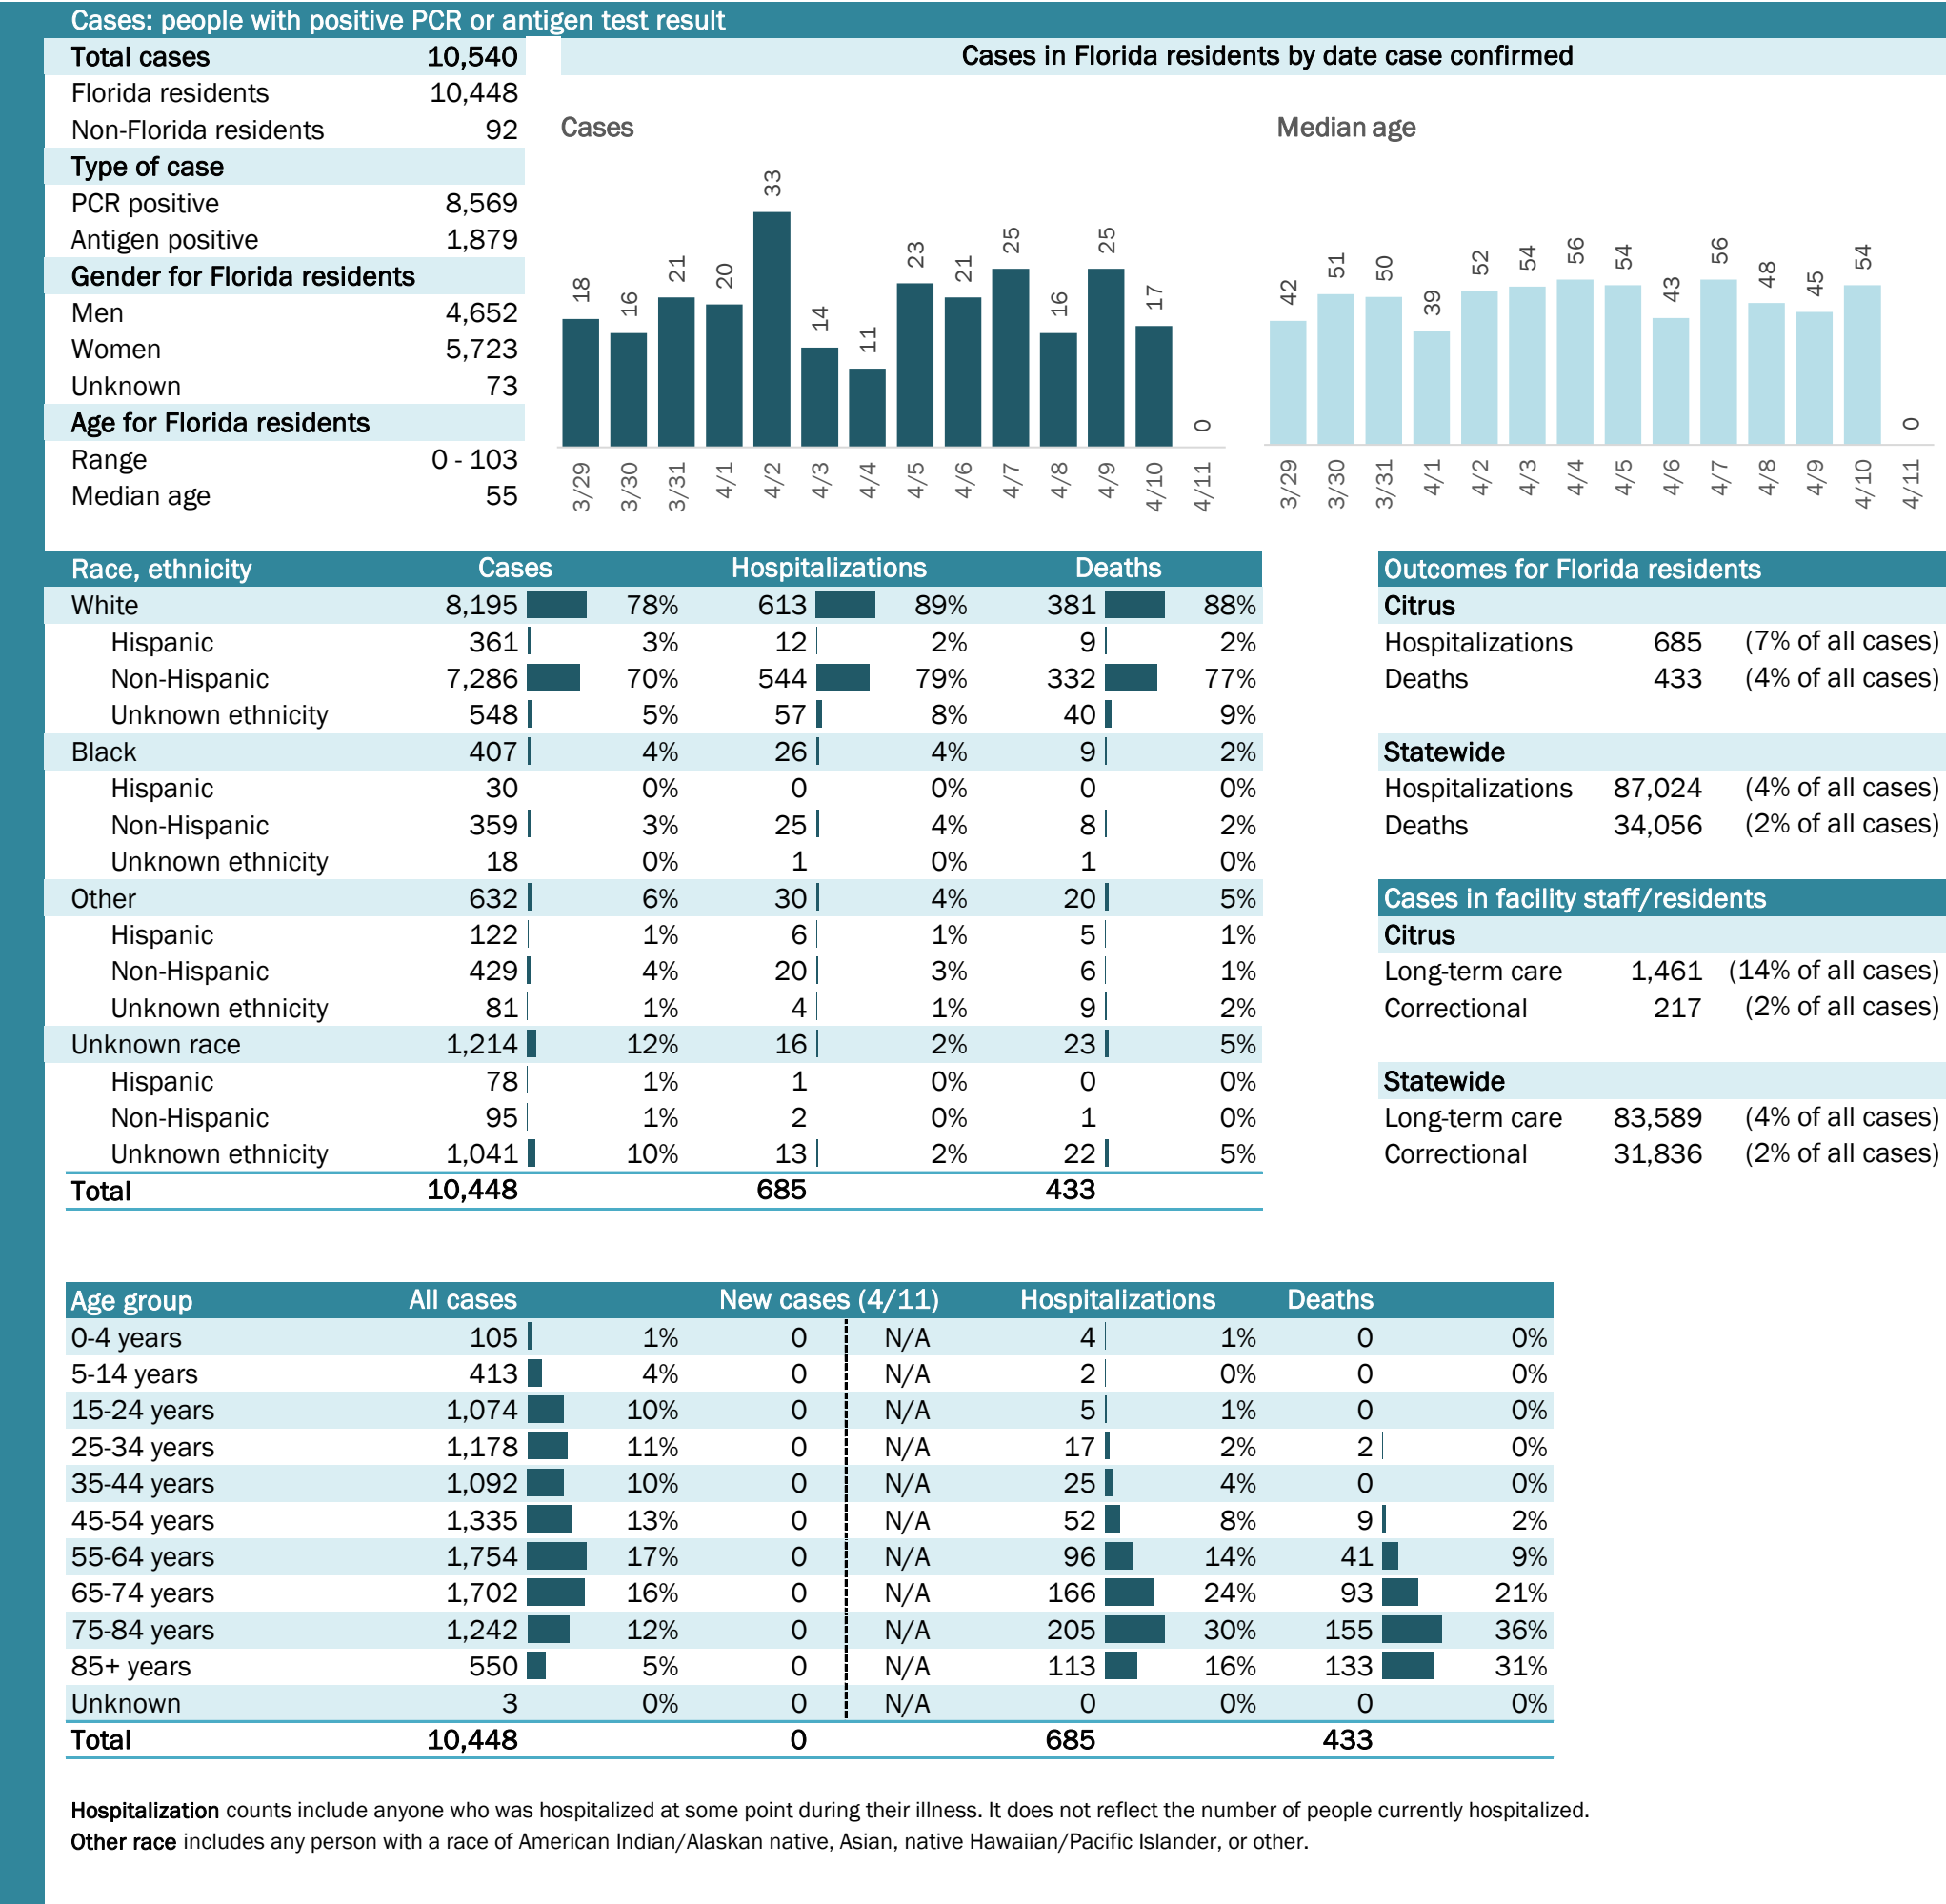 Cases: people with positive PCR or antigen test result
Total cases 10,540
Florida residents 10,448
Non-Florida residents 92
Type of case
PCR positive 8,569
Antigen positive 1,879
Gender for Florida residents
Men 4,652
Women 5,723
Unknown 73
Age for Florida residents
Range 0 - 103
Median age 55
Cases in Florida residents by date case confirmed
Cases
18 16 21 20 33 14 11 23 21 25 16 25 17 0
3/29 3/30 3/31 4/1 4/2 4/3 4/4 4/5 4/6 4/7 4/8 4/9 4/10 4/11
Median age
42 51 50 39 52 54 56 54 43 56 48 45 54 0
3/29 3/30 3/31 4/1 4/2 4/3 4/4 4/5 4/6 4/7 4/8 4/9 4/10 4/11
Race, ethnicity Cases Hospitalizations Deaths
White 8,195 78% 613 89% 381 88%
Hispanic 361 3% 12 2% 9 2%
Non-Hispanic 7,286 70% 544 79% 332 77%
Unknown ethnicity 548 5% 57 8% 40 9%
Black 407 4% 26 4% 9 2%
Hispanic 30 0% 0 0% 0 0%
Non-Hispanic 359 3% 25 4% 8 2%
Unknown ethnicity 18 0% 1 0% 1 0%
Other 632 6% 30 4% 20 5%
Hispanic 122 1% 6 1% 5 1%
Non-Hispanic 429 4% 20 3% 6 1%
Unknown ethnicity 81 1% 4 1% 9 2%
Unknown race 1,214 12% 16 2% 23 5%
Hispanic 78 1% 1 0% 0 0%
Non-Hispanic 95 1% 2 0% 1 0%
Unknown ethnicity 1,041 10% 13 2% 22 5%
Total 10,448 685 433
Outcomes for Florida residents
Citrus
Hospitalizations 685 (7% of all cases)
Deaths 433 (4% of all cases)
Statewide
Hospitalizations 87,024 (4% of all cases)
Deaths 34,056 (2% of all cases)
Cases in facility staff/residents
Citrus
Long-term care 1,461 (14% of all cases)
Correctional 217 (2% of all cases)
Statewide
Long-term care 83,589 (4% of all cases)
Correctional 31,836 (2% of all cases)
Age group All cases New cases (4/11) Hospitalizations Deaths
0-4 years 105 1% 0 N/A 4 1% 0 0%
5-14 years 413 4% 0 N/A 2 0% 0 0%
15-24 years 1,074 10% 0 N/A 5 1% 0 0%
25-34 years 1,178 11% 0 N/A 17 2% 2 0%
35-44 years 1,092 10% 0 N/A 25 4% 0 0%
45-54 years 1,335 13% 0 N/A 52 8% 9 2%
55-64 years 1,754 17% 0 N/A 96 14% 41 9%
65-74 years 1,702 16% 0 N/A 166 24% 93 21%
75-84 years 1,242 12% 0 N/A 205 30% 155 36%
85+ years 550 5% 0 N/A 113 16% 133 31%
Unknown 3 0% 0 N/A 0 0% 0 0%
Total 10,448 0 685 433
Hospitalization counts include anyone who was hospitalized at some point during their illness. It does not reflect the number of people currently hospitalized.
Other race includes any person with a race of American Indian/Alaskan native, Asian, native Hawaiian/Pacific Islander, or other.